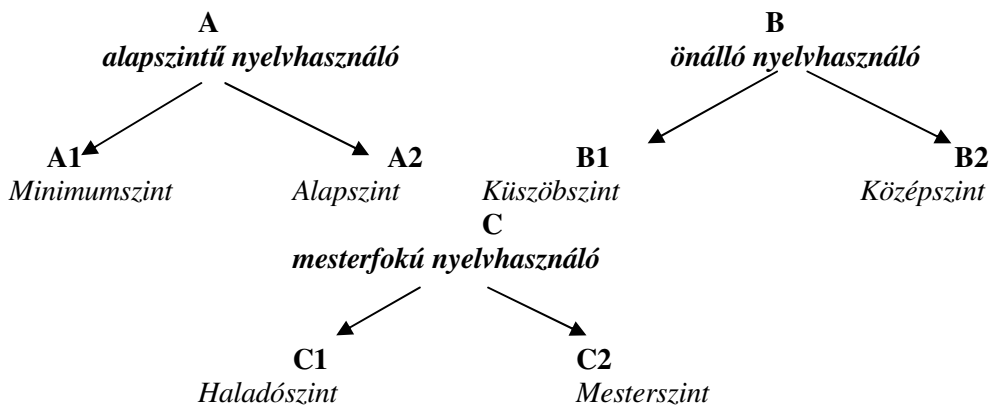 A B
alapszintű nyelvhasználó önálló nyelvhasználó
A1 A2 B1 B2
Minimumszint Alapszint Küszöbszint Középszint
C
mesterfokú nyelvhasználó
C1 C2
Haladószint Mesterszint